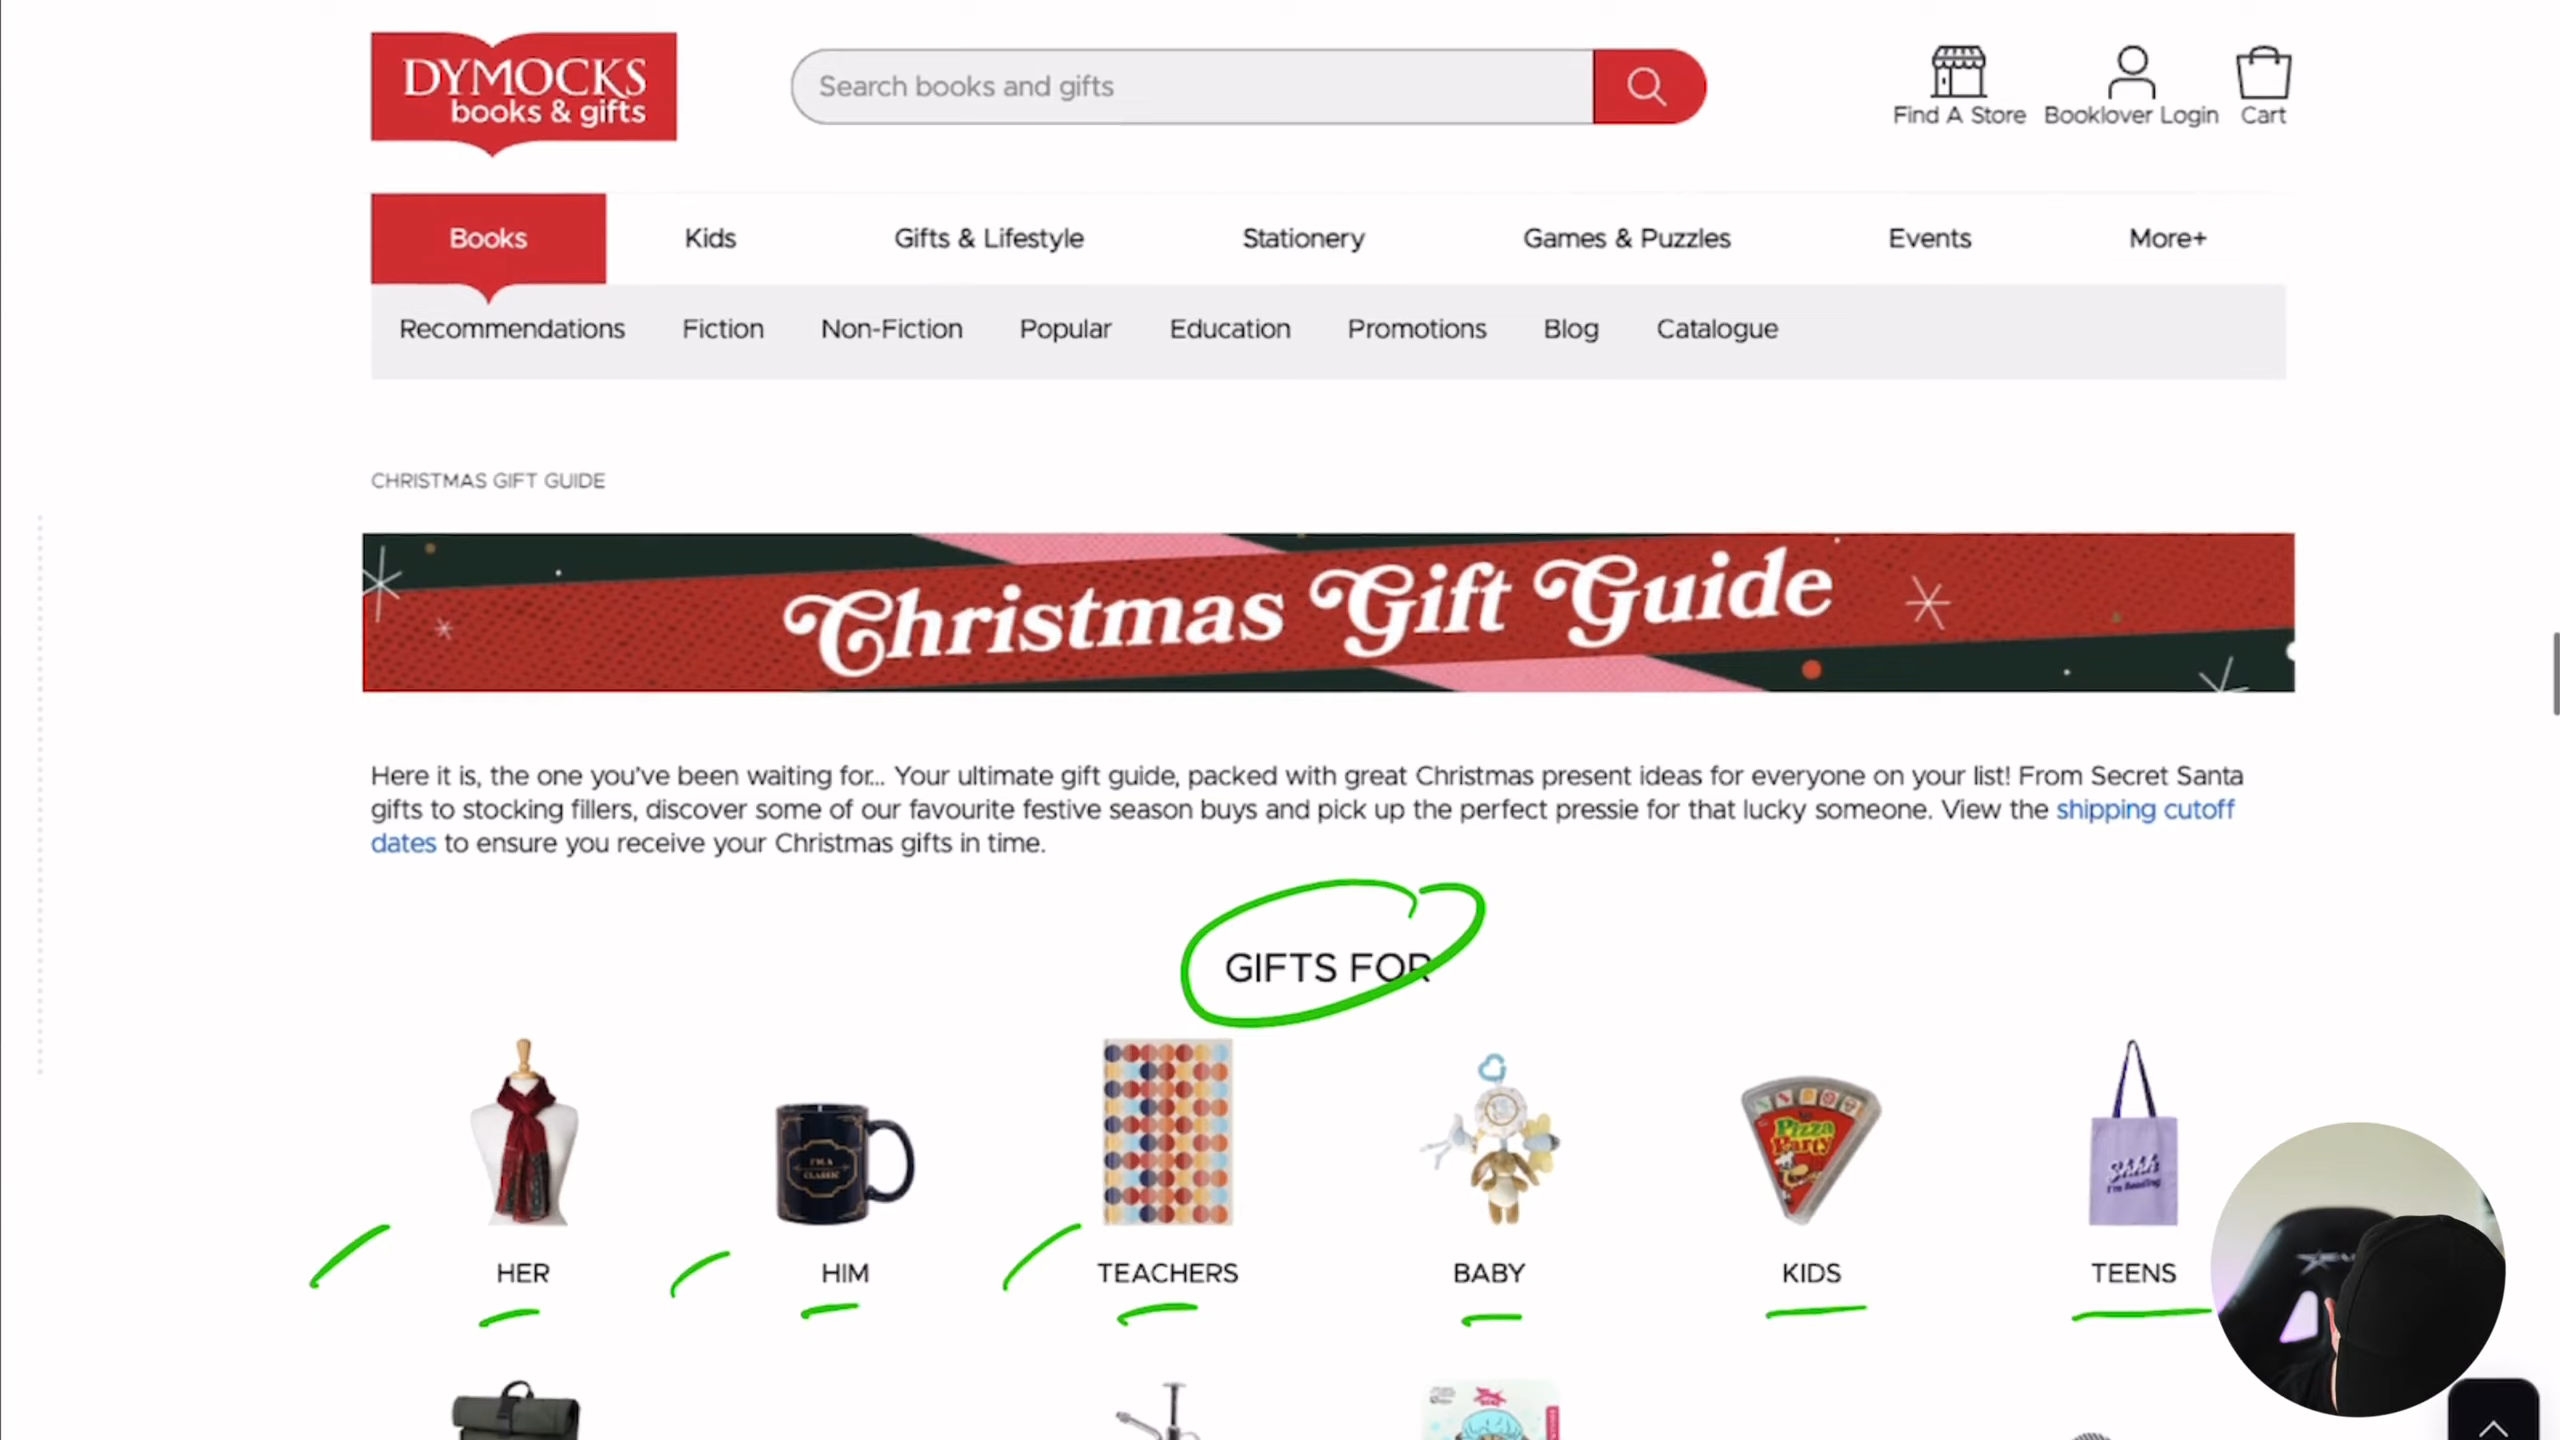 DYMOCKS
books & gifts
Search books and gifts
Find A Store
Booklover Login
Cart
Books
Kids
Gifts & Lifestyle
Stationery
Games & Puzzles
Events
More+
Recommendations
Fiction
Non-Fiction
Popular
Education
Promotions
Blog
Catalogue
CHRISTMAS GIFT GUIDE
Christmas Gift Guide
Here it is, the one you've been waiting for... Your ultimate gift guide, packed with great Christmas present ideas for everyone on your list! From Secret Santa
gifts to stocking fillers, discover some of our favourite festive season buys and pick up the perfect pressie for that lucky someone. View the shipping cutoff
dates to ensure you receive your Christmas gifts in time.
GIFTS FOR
I'M A
CLASSIC
Pizza
Party
Shhh
I'm Reading
HER
HIM
TEACHERS
BABY
KIDS
TEENS